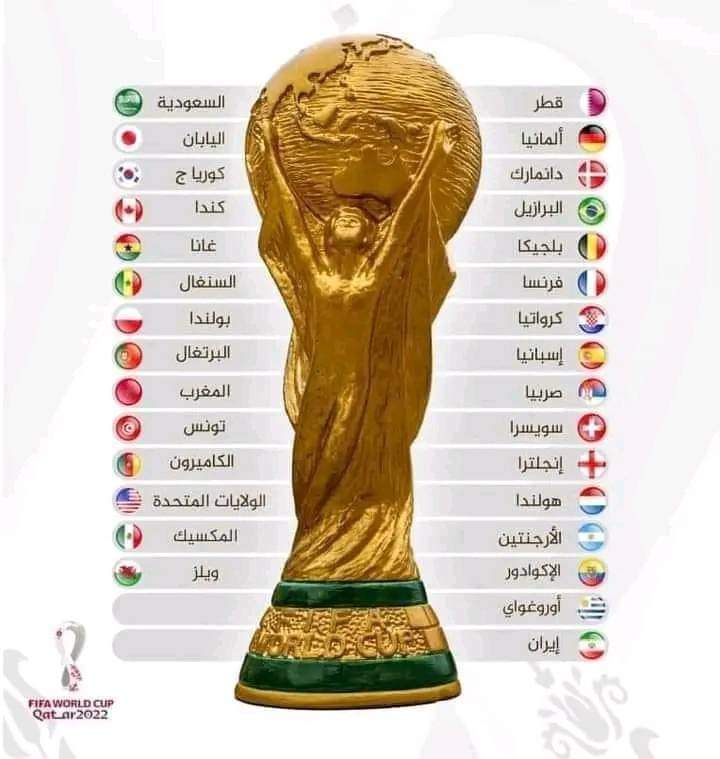 قطر
ألمانيا
دانمارك
البرازيل
بلجيكا
فرنسا
كرواتيا
إسبانيا
صربيا
سويسرا
إنجلترا
هولندا
الأرجنتين
الإكوادور
أوروغواي
إيران
السعودية
اليابان
كوريا ج
كندا
غانا
السنغال
بولندا
البرتغال
المغرب
تونس
الكاميرون
الولايات المتحدة
المكسيك
ويلز
FIFA
WORLD CUP
FIFA WORLD CUP
Qatar2022